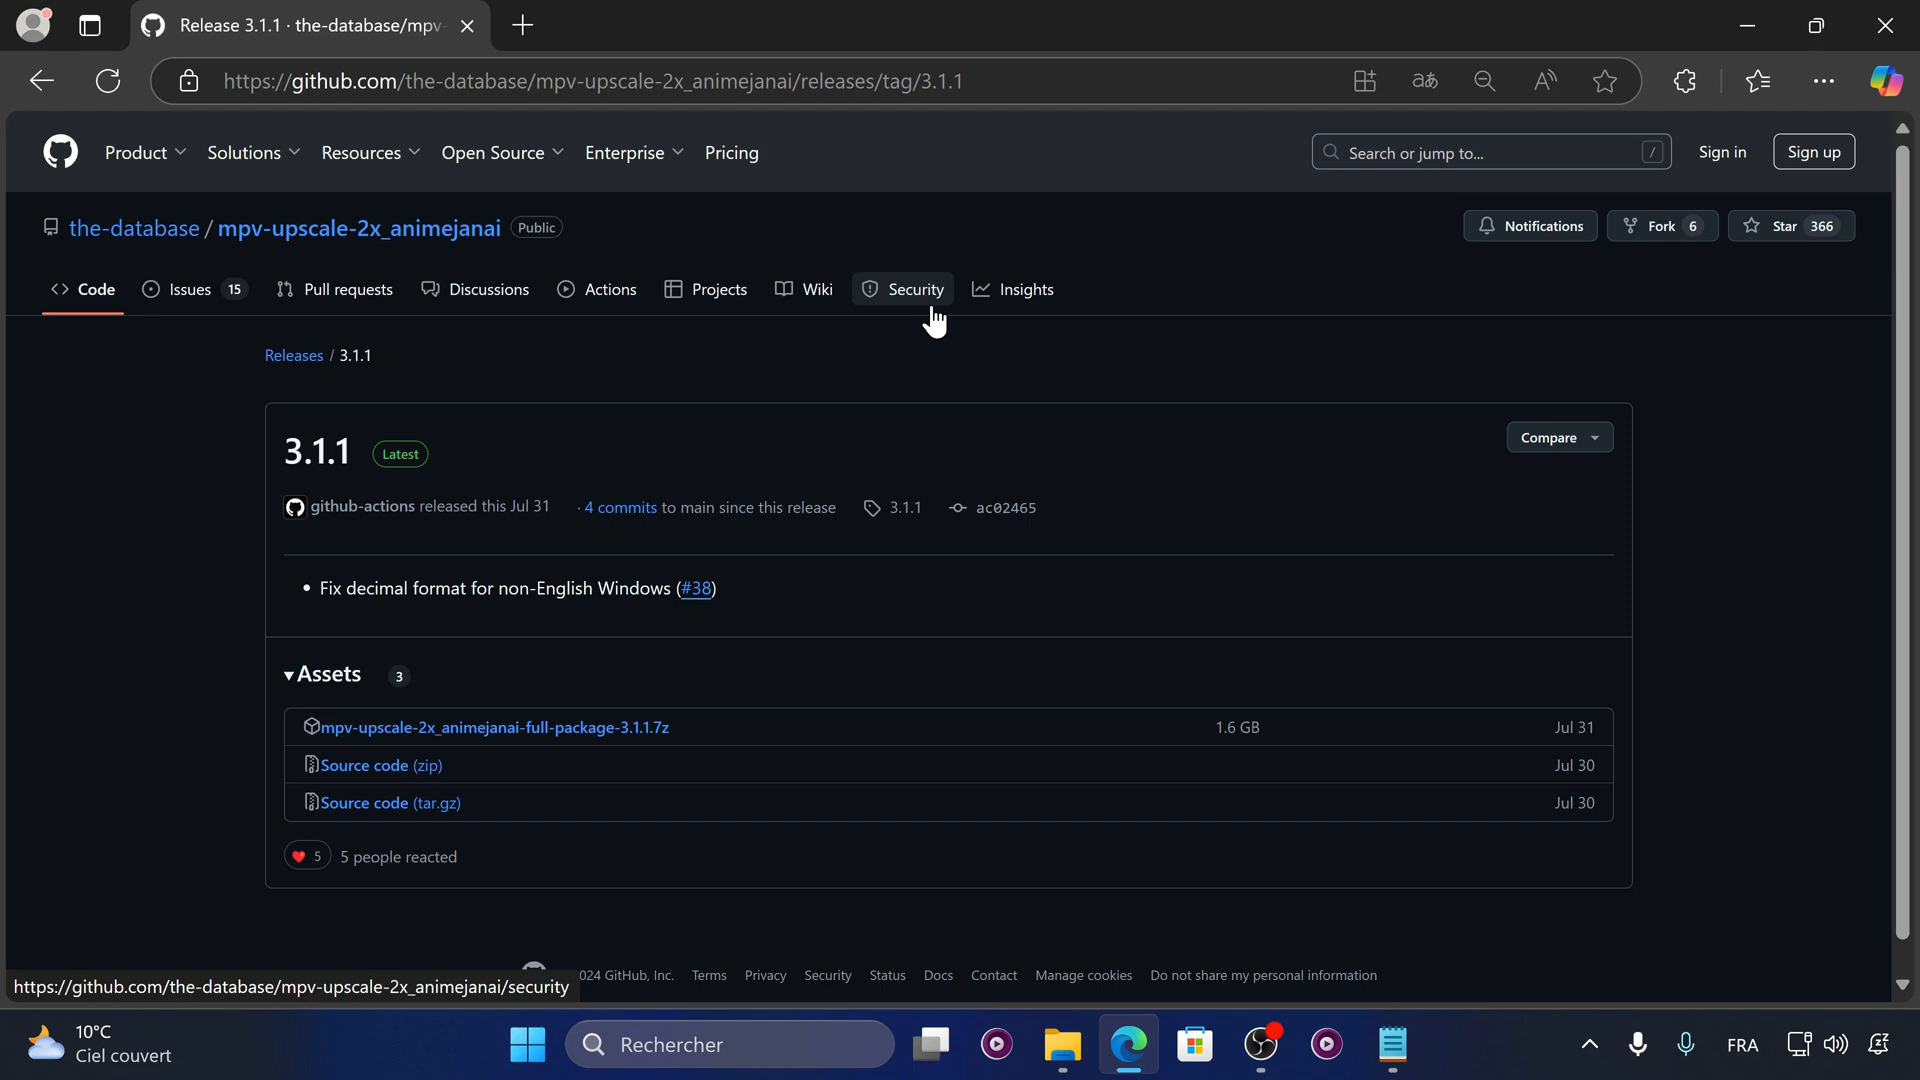 Release 3.1.1 · the-database/mpv-
https://github.com/the-database/mpv-upscale-2x_animejanai/releases/tag/3.1.1
Product Solutions Resources Open Source Enterprise Pricing Search or jump to... / Sign in Sign up
the-database / mpv-upscale-2x_animejanai Public Notifications Fork 6 Star 366
Code Issues 15 Pull requests Discussions Actions Projects Wiki Security Insights
Releases / 3.1.1
3.1.1 Latest Compare
github-actions released this Jul 31 · 4 commits to main since this release 3.1.1 ac02465
• Fix decimal format for non-English Windows (#38)
Assets 3
mpv-upscale-2x_animejanai-full-package-3.1.1.7z 1.6 GB Jul 31
Source code (zip) Jul 30
Source code (tar.gz) Jul 30
5 5 people reacted
024 GitHub, Inc. Terms Privacy Security Status Docs Contact Manage cookies Do not share my personal information
https://github.com/the-database/mpv-upscale-2x_animejanai/security
10°C
Ciel couvert
Rechercher
FRA